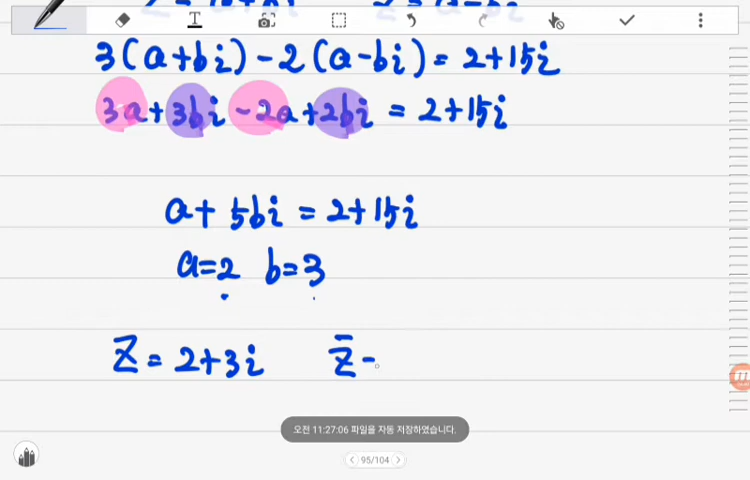 3(a+bi)-2(a-bi)=2+15i
3a+3bi-2a+2bi=2+15i
a+5bi=2+15i
a=2 b=3
Z=2+3i z̄-
오전 11:27:06 파일을 자동 저장하였습니다.
95/104